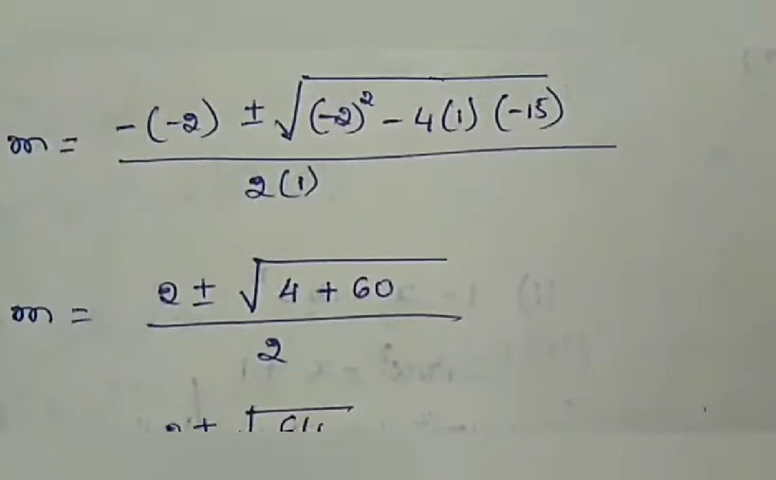 m = -(-2) ± √(-2)² - 4(1)(-15)
2(1)
m = 2 ± √4 + 60
2